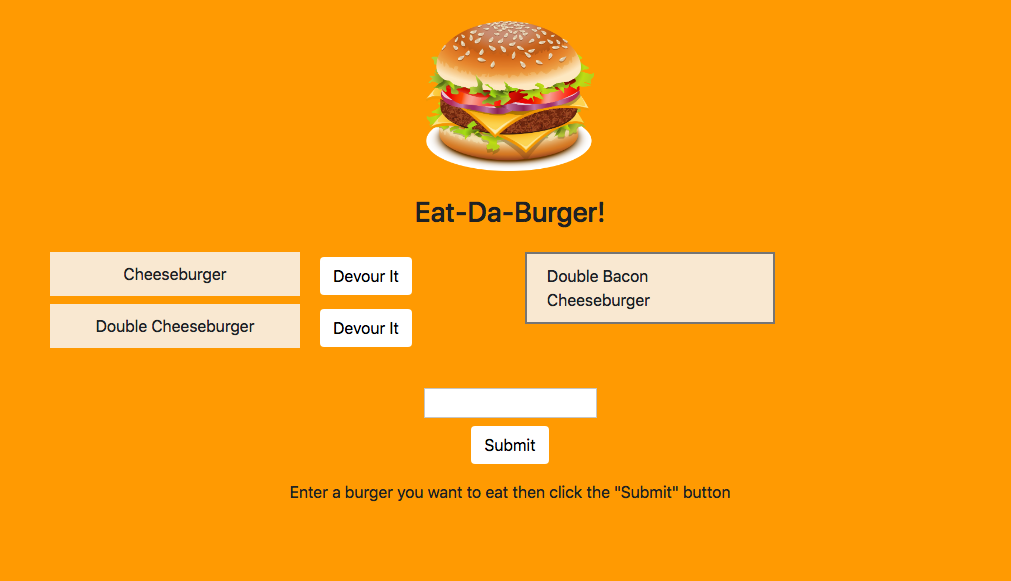 Eat-Da-Burger!
Cheeseburger
Devour It
Double Cheeseburger
Devour It
Double Bacon
Cheeseburger
Submit
Enter a burger you want to eat then click the "Submit" button